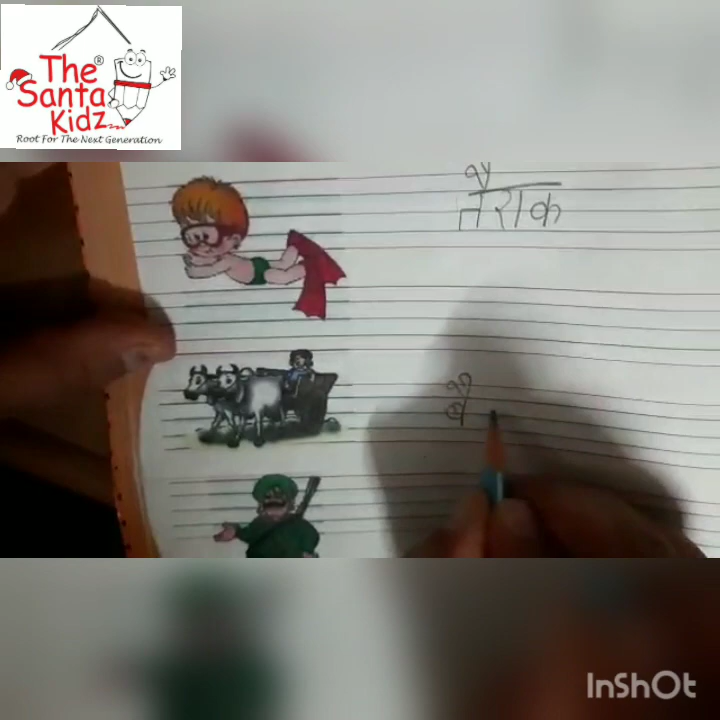 The
Santa
Kidz
Root For The Next Generation
तैराक
बै
InShOt